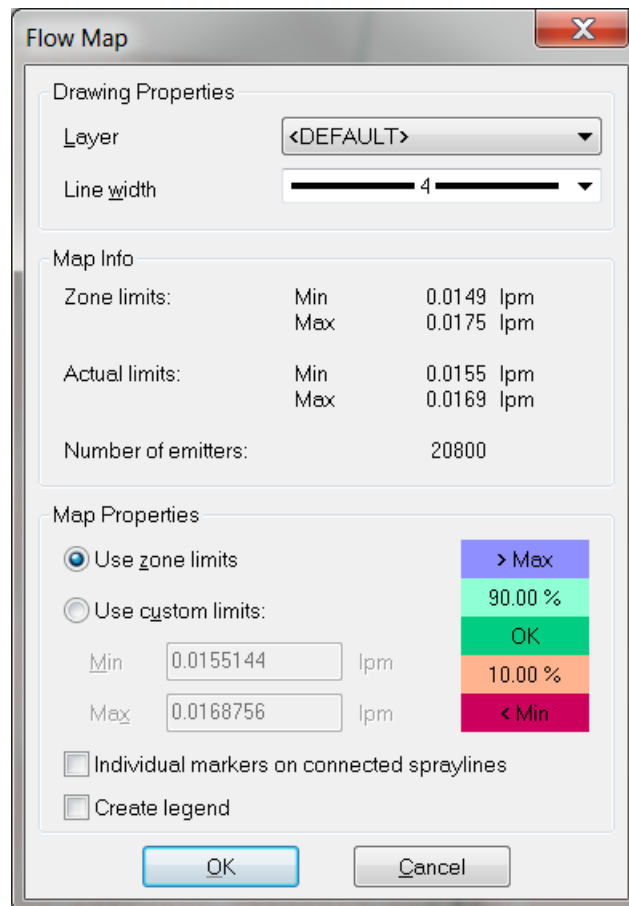 Flow Map
Drawing Properties
Layer <DEFAULT>
Line width 4
Map Info
Zone limits: Min 0.0149 lpm
Max 0.0175 lpm
Actual limits: Min 0.0155 lpm
Max 0.0169 lpm
Number of emitters: 20800
Map Properties
Use zone limits
Use custom limits:
Min 0.0155144 lpm
Max 0.0168756 lpm
> Max
90.00 %
OK
10.00 %
< Min
Individual markers on connected spraylines
Create legend
OK Cancel